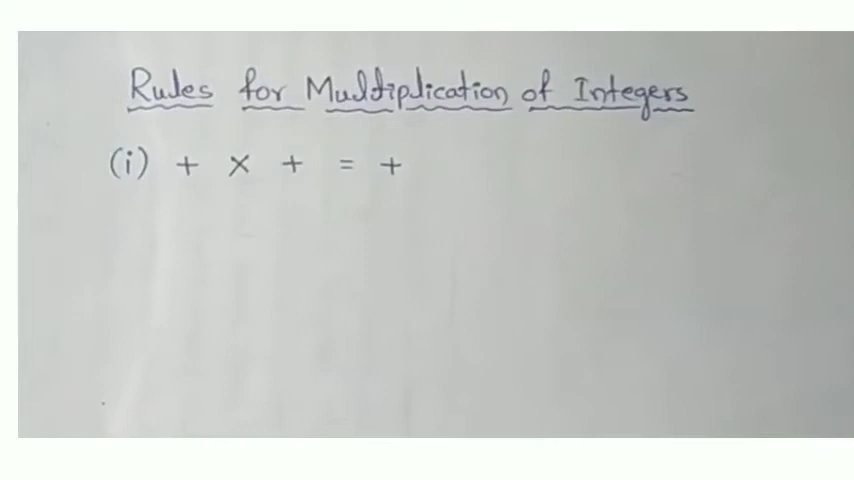 Rules for Multiplication of Integers
(i) + × + = +